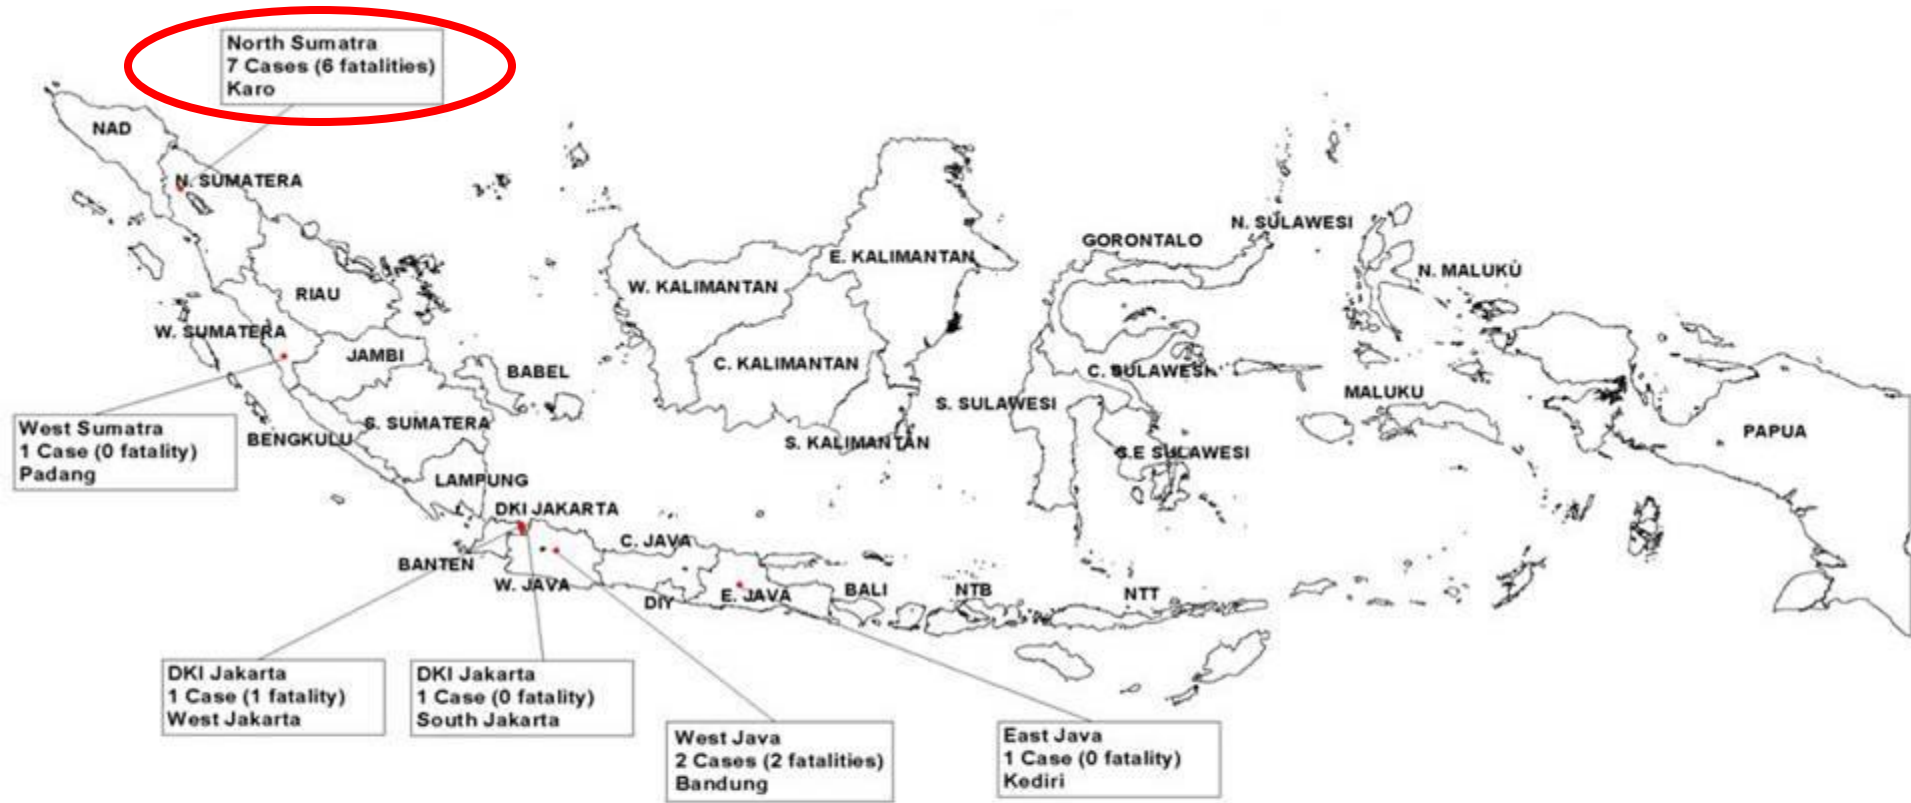 North Sumatra
7 Cases (6 fatalities)
Karo
NAD
N. SUMATERA
N. SULAWESI
GORONTALO
E. KALIMANTAN
N. MALUKU
W. KALIMANTAN
RIAU
W. SUMATERA
JAMBI
C. KALIMANTAN
BABEL
C. SULAWESI
MALUKU
S. SULAWESI
West Sumatra
1 Case (0 fatality)
Padang
BENGKULU
S. SUMATERA
S. KALIMANTAN
PAPUA
S.E SULAWESI
LAMPUNG
DKI JAKARTA
C. JAVA
BANTEN
W. JAVA
DIY
E. JAVA
BALI
NTB
NTT
DKI Jakarta
1 Case (1 fatality)
West Jakarta
DKI Jakarta
1 Case (0 fatality)
South Jakarta
West Java
2 Cases (2 fatalities)
Bandung
East Java
1 Case (0 fatality)
Kediri